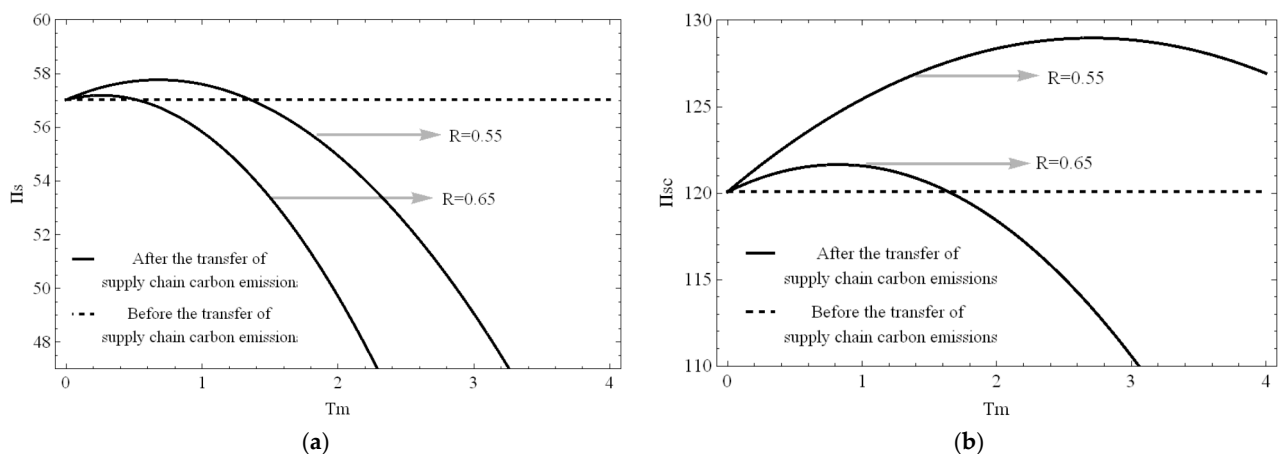 60
58
56
54
52
50
48
Πs
R=0.55
R=0.65
After the transfer of
supply chain carbon emissions
Before the transfer of
supply chain carbon emissions
0
1
2
3
4
Tm
(a)
130
125
120
115
110
Πsc
R=0.55
R=0.65
After the transfer of
supply chain carbon emissions
Before the transfer of
supply chain carbon emissions
0
1
2
3
4
Tm
(b)